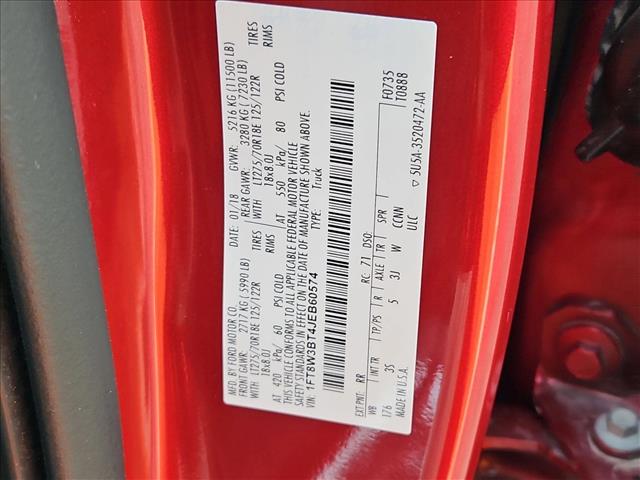 MFD. BY FORD MOTOR CO. DATE: 01/18 GVWR: 5216 KG (11500 LB)
FRONT GAWR: 2717 KG (5990 LB) REAR GAWR: 3280 KG (7230 LB)
WITH LT275/70R18E 125/122R TIRES WITH LT275/70R18E 125/122R TIRES
18x8.0J RIMS 18x8.0J RIMS
AT 420 kPa/ 60 PSI COLD AT 550 kPa/ 80 PSI COLD
THIS VEHICLE CONFORMS TO ALL APPLICABLE FEDERAL MOTOR VEHICLE
SAFETY STANDARDS IN EFFECT ON THE DATE OF MANUFACTURE SHOWN ABOVE.
VIN: 1FT8W3BT4JEB60574 TYPE: Truck
F0735
T0888
EXT PNT: RR RC: 71 DSO:
WB INT TR TP/PS R AXLE TR SPR
176 3S 5 3J W CCNN
MADE IN U.S.A. ULC
5U5A-3520472-AA